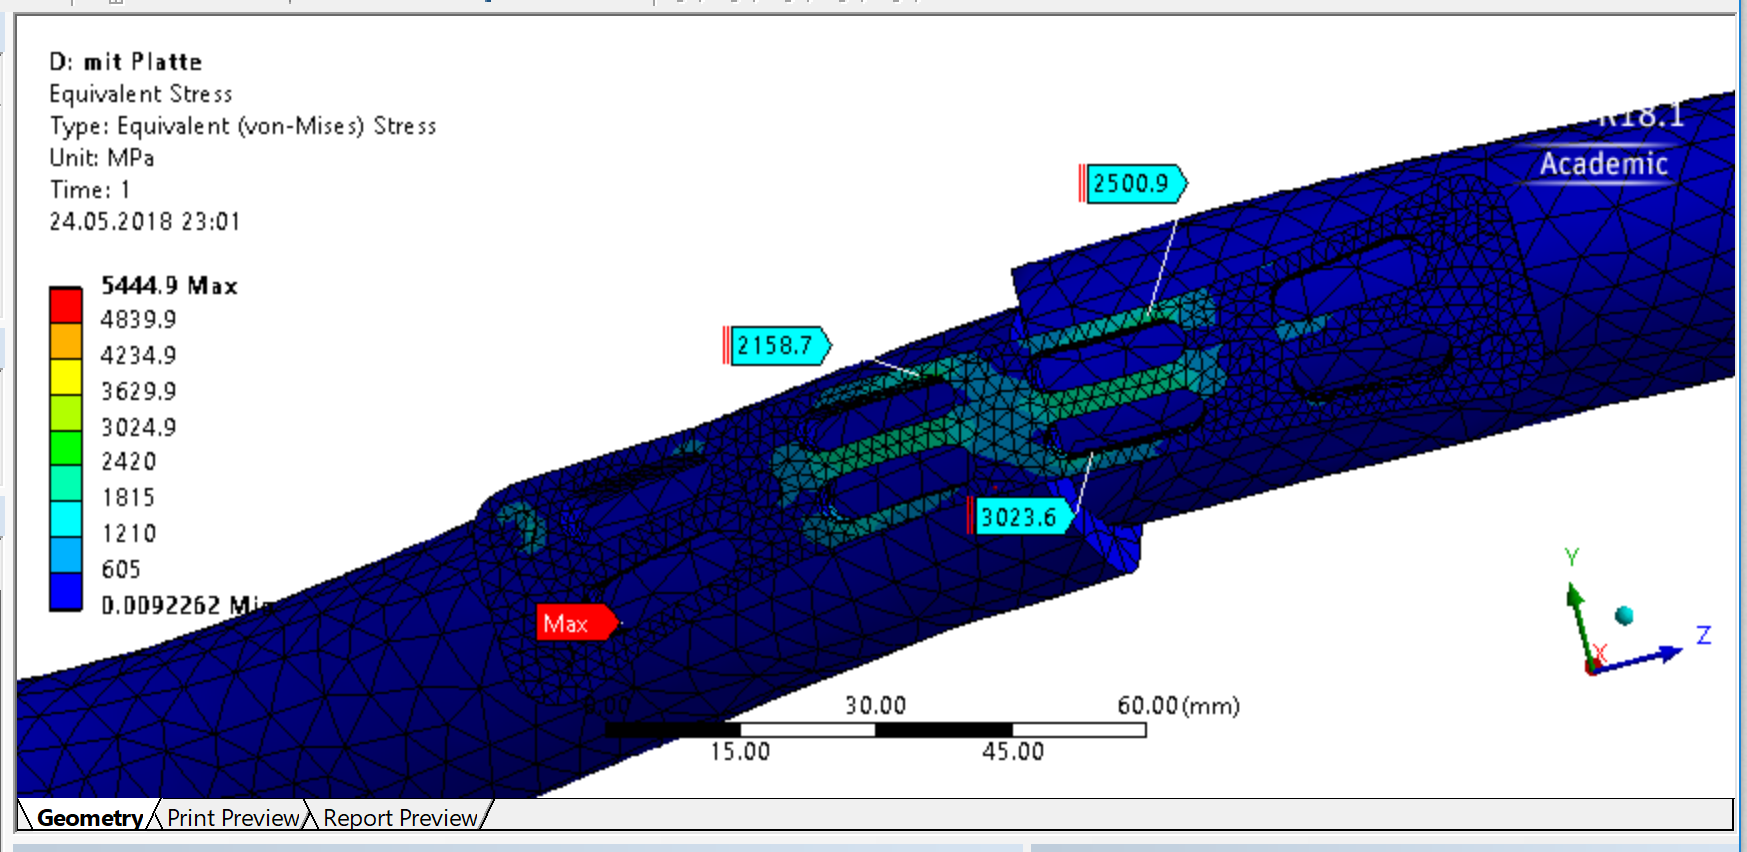 D: mit Platte
Equivalent Stress
Type: Equivalent (von-Mises) Stress
Unit: MPa
Time: 1
24.05.2018 23:01
5444.9 Max
4839.9
4234.9
3629.9
3024.9
2420
1815
1210
605
0.0092262 Min
R18.1
Academic
2500.9
2158.7
3023.6
Max
0.00
30.00
60.00 (mm)
15.00
45.00
Y
Z
X
Geometry
Print Preview
Report Preview